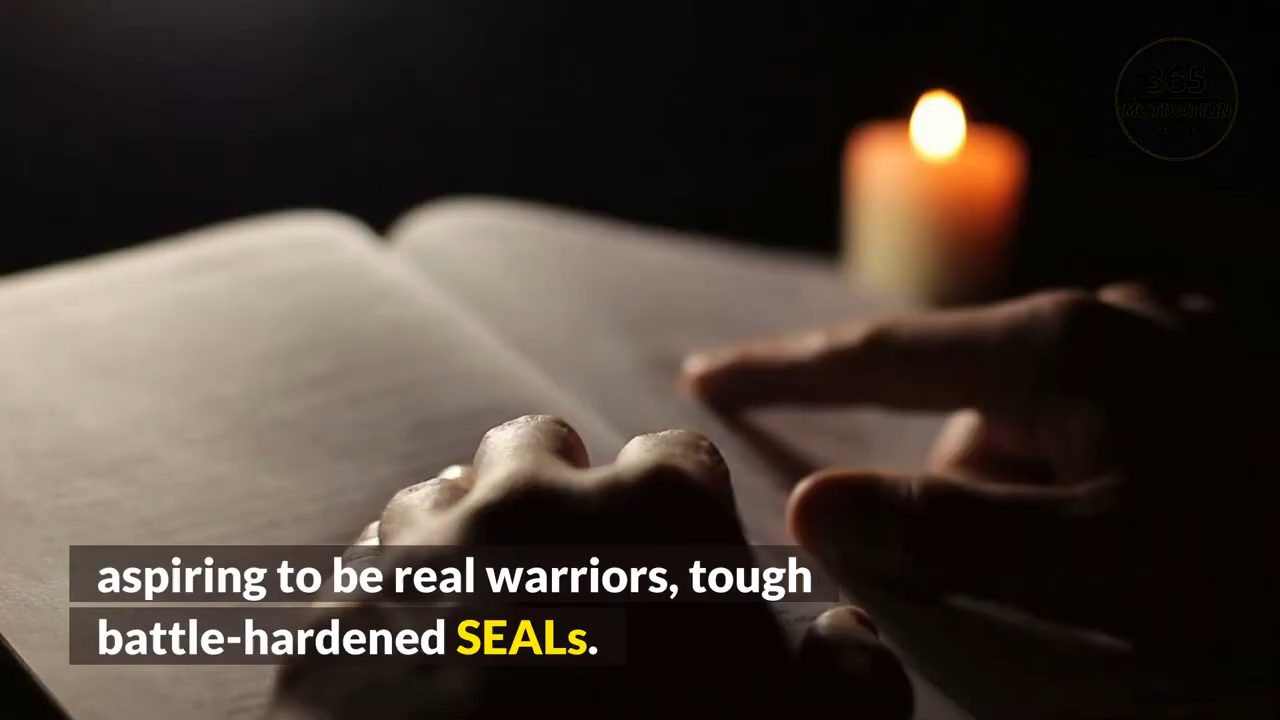 365
MOTIVATION
aspiring to be real warriors, tough
battle-hardened SEALs.